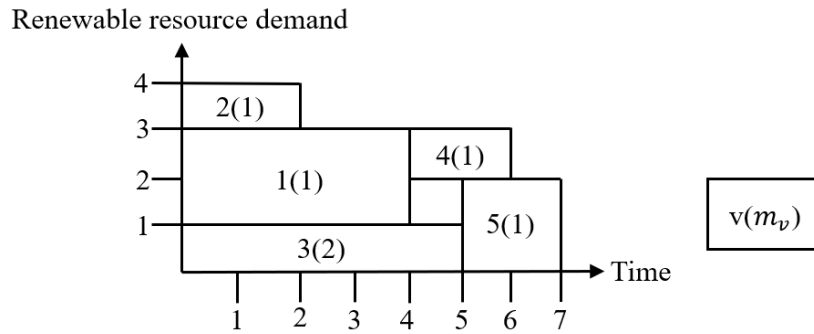 Renewable resource demand
4
2(1)
3
4(1)
2
1(1)
v(m_v)
1
5(1)
3(2)
Time
1 2 3 4 5 6 7